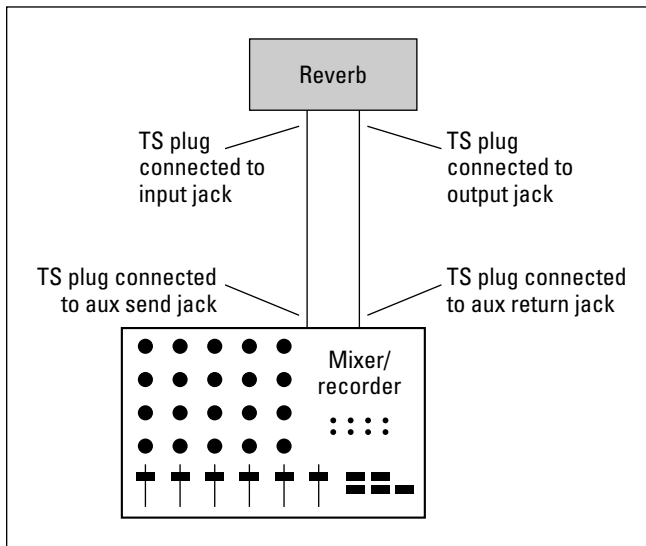 Reverb
TS plug
connected to
input jack
TS plug
connected to
output jack
TS plug connected
to aux send jack
TS plug connected
to aux return jack
Mixer/
recorder